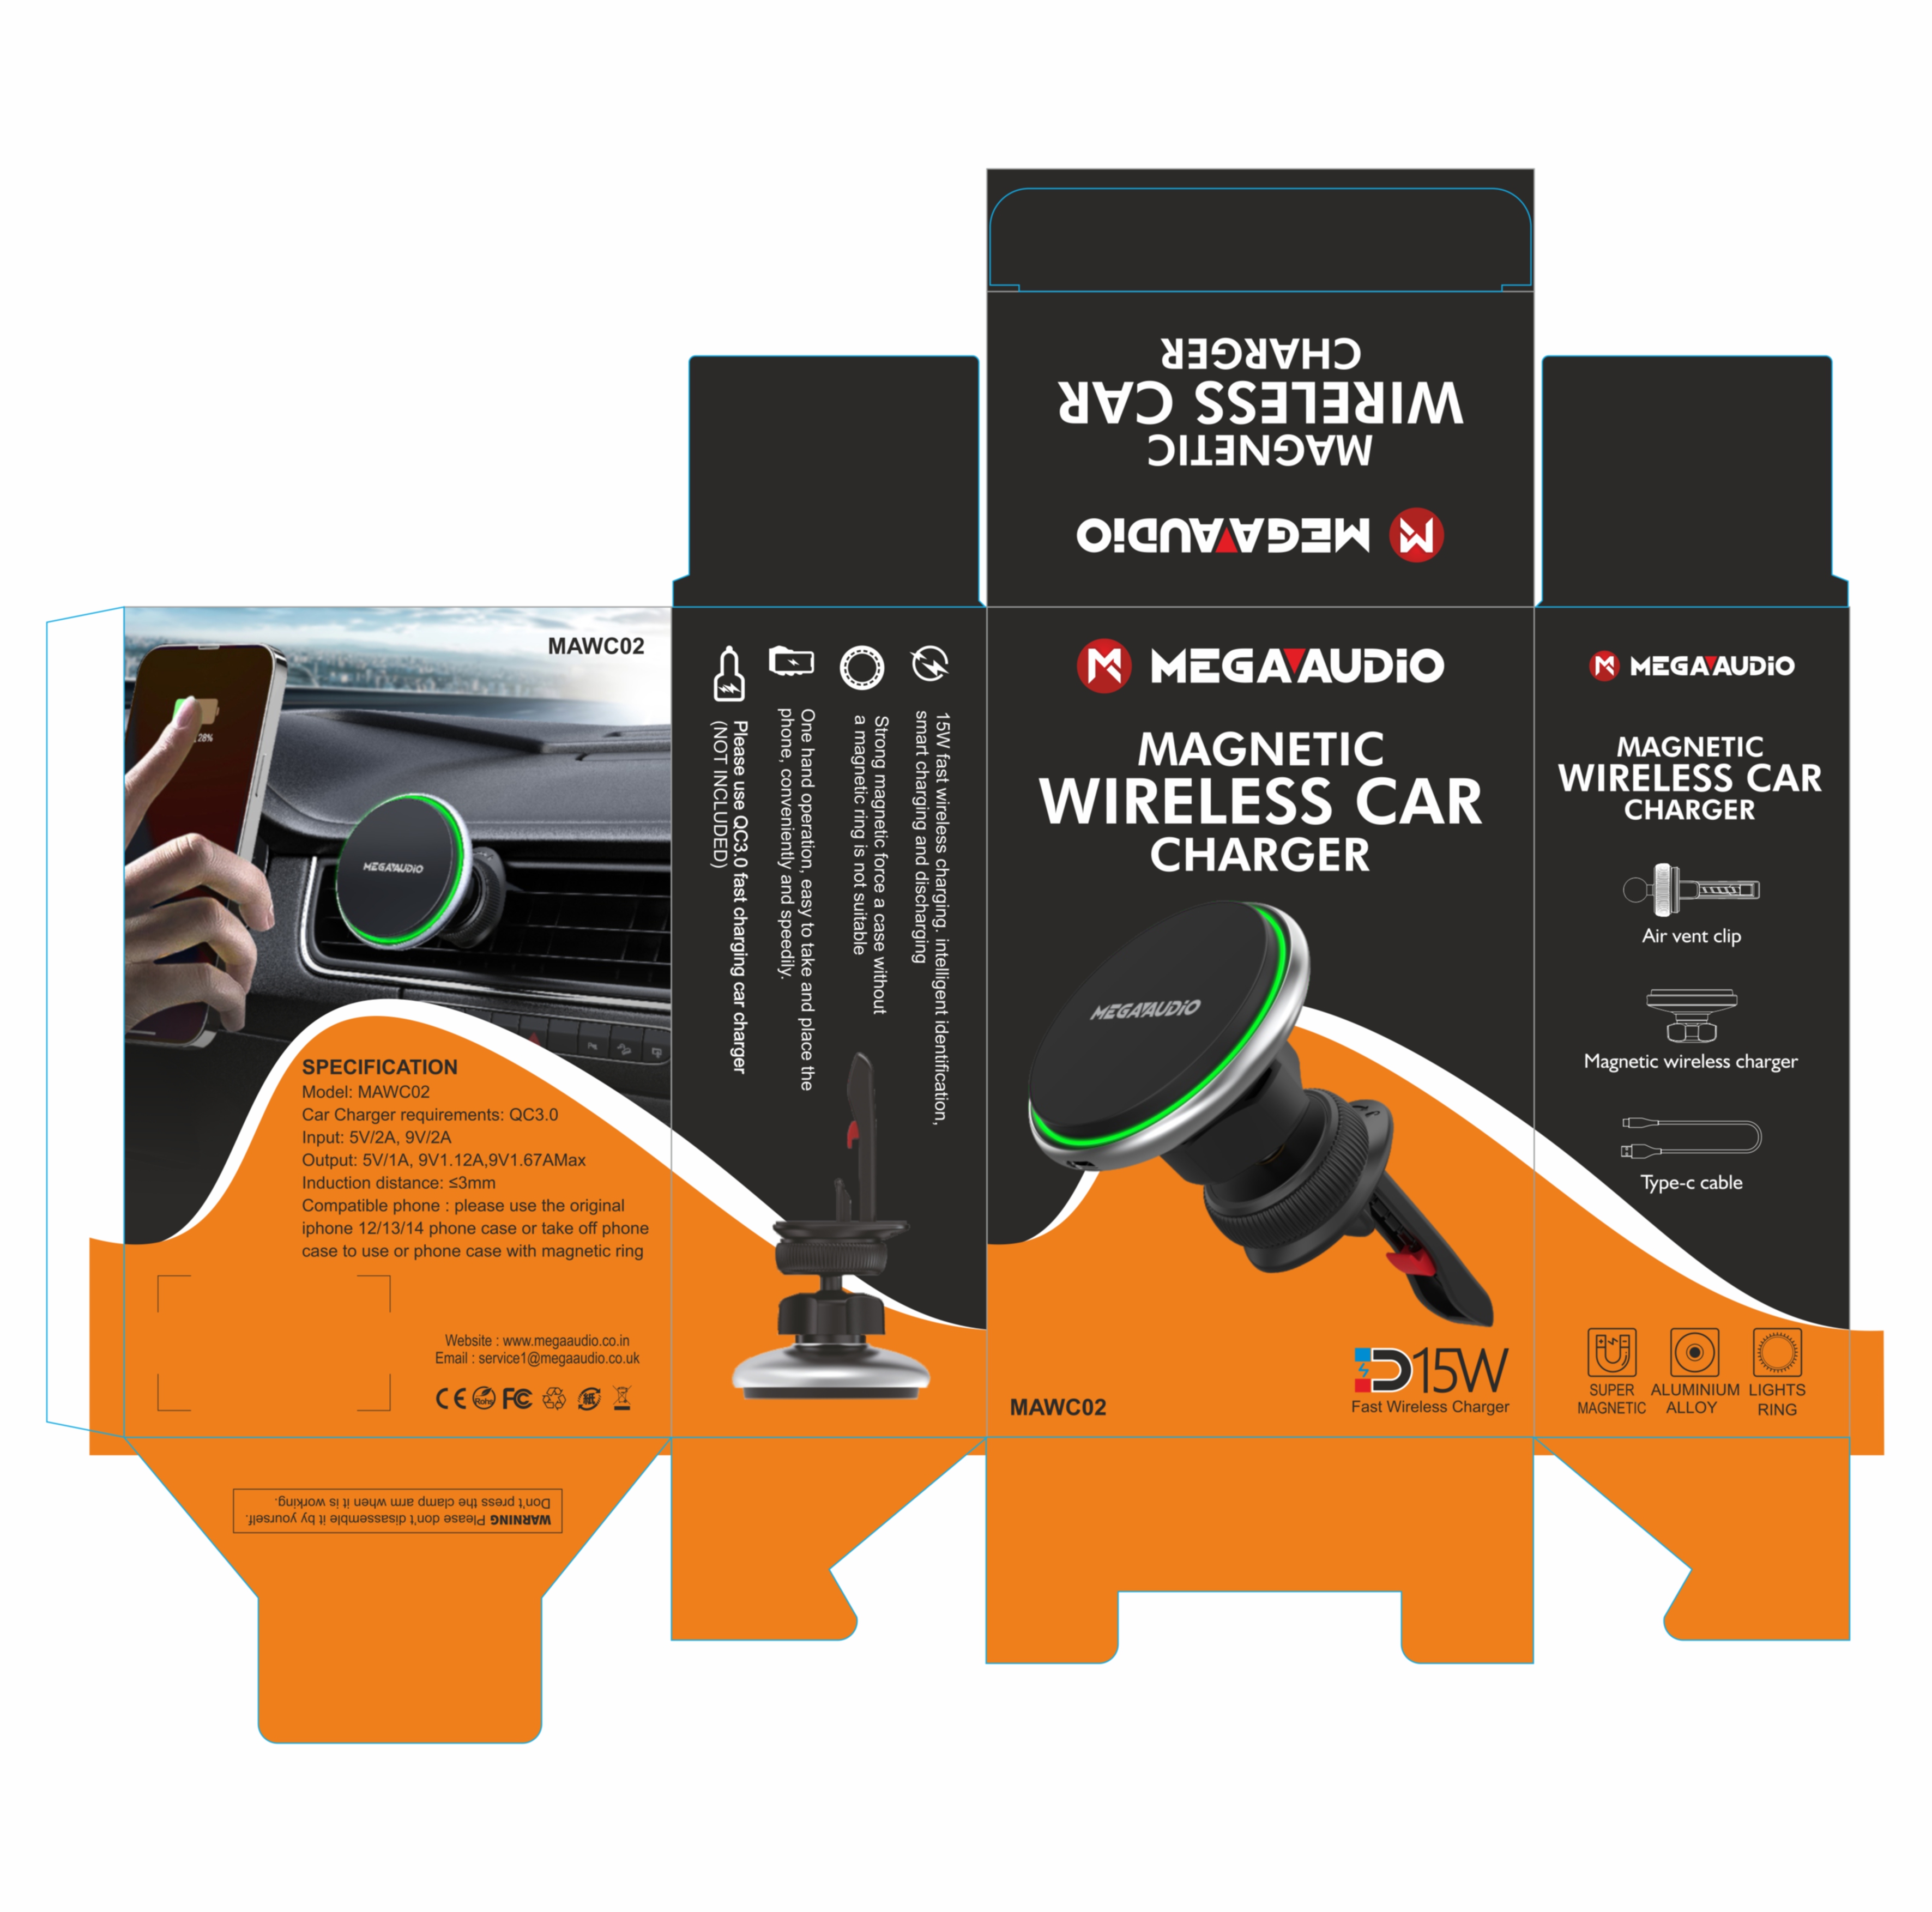 CHARGER
WIRELESS CAR
MAGNETIC
MEGAAUDiO
MAWC02
28%
MEGAAUDiO
SPECIFICATION
Model: MAWC02
Car Charger requirements: QC3.0
Input: 5V/2A, 9V/2A
Output: 5V/1A, 9V1.12A,9V1.67AMax
Induction distance: ≤3mm
Compatible phone : please use the original
iphone 12/13/14 phone case or take off phone
case to use or phone case with magnetic ring
Website : www.megaaudio.co.in
Email : service1@megaaudio.co.uk
CE RoHS FC
WARNING Please don't disassemble it by yourself.
Don't press the clamp arm when it is working.
15W fast wireless charging. intelligent identification,
smart charging and discharging
Strong magnetic force a case without
a magnetic ring is not suitable
One hand operation, easy to take and place the
phone, conveniently and speedily.
Please use QC3.0 fast charging car charger
(NOT INCLUDED)
MEGAAUDiO
MAGNETIC
WIRELESS CAR
CHARGER
MEGAAUDiO
MAWC02
15W
Fast Wireless Charger
MEGAAUDiO
MAGNETIC
WIRELESS CAR
CHARGER
Air vent clip
Magnetic wireless charger
Type-c cable
SUPER
MAGNETIC
ALUMINIUM
ALLOY
LIGHTS
RING